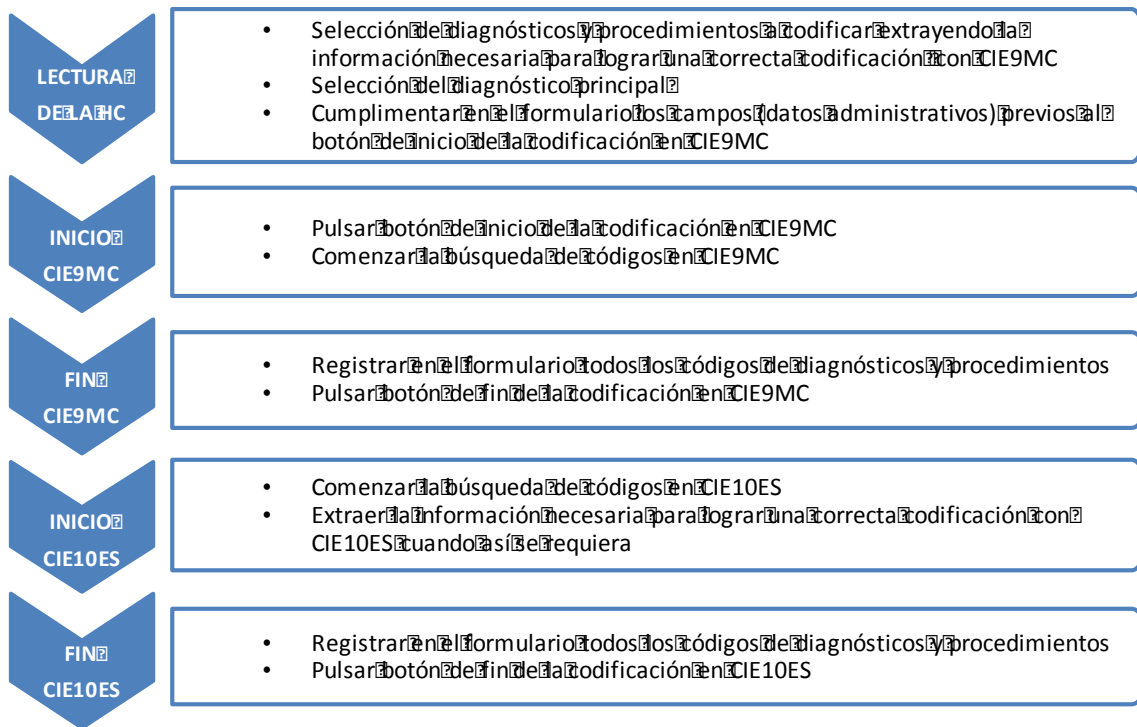 LECTURA
DE LA HC
• Selección de diagnósticos y procedimientos a codificar extrayendo la
información necesaria para lograr una correcta codificación con CIE9MC
• Selección del diagnóstico principal
• Cumplimentar en el formulario los campos (datos administrativos) previos al
botón de inicio de la codificación en CIE9MC
INICIO
CIE9MC
• Pulsar botón de inicio de la codificación en CIE9MC
• Comenzar la búsqueda de códigos en CIE9MC
FIN
CIE9MC
• Registrar en el formulario todos los códigos de diagnósticos y procedimientos
• Pulsar botón de fin de la codificación en CIE9MC
INICIO
CIE10ES
• Comenzar la búsqueda de códigos en CIE10ES
• Extraer la información necesaria para lograr una correcta codificación con
CIE10ES cuando así se requiera
FIN
CIE10ES
• Registrar en el formulario todos los códigos de diagnósticos y procedimientos
• Pulsar botón de fin de la codificación en CIE10ES